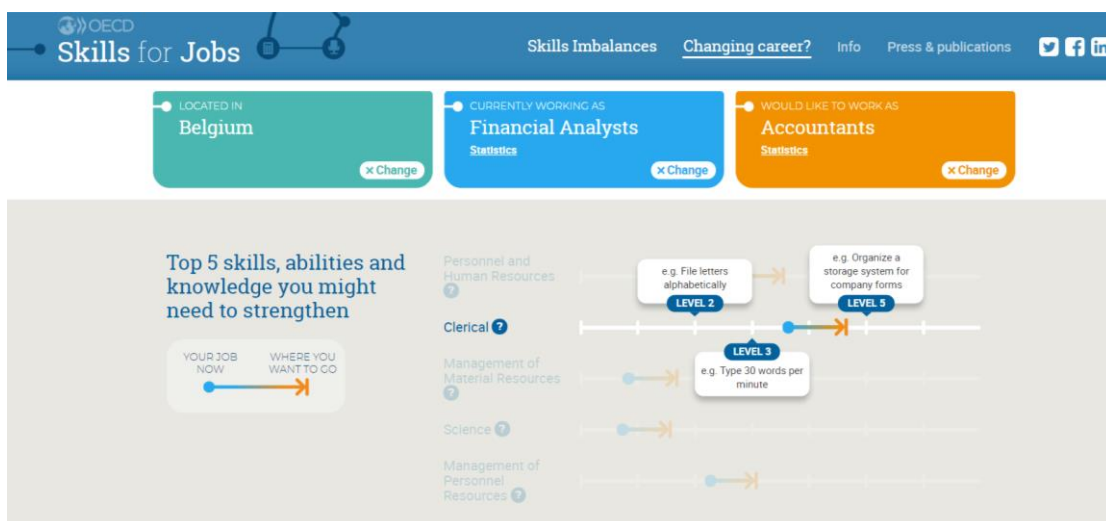 OECD
Skills for Jobs
Skills Imbalances
Changing career?
Info
Press & publications
LOCATED IN
Belgium
× Change
CURRENTLY WORKING AS
Financial Analysts
Statistics
× Change
WOULD LIKE TO WORK AS
Accountants
Statistics
× Change
Top 5 skills, abilities and
knowledge you might
need to strengthen
YOUR JOB
NOW
WHERE YOU
WANT TO GO
Personnel and
Human Resources
?
e.g. File letters
alphabetically
LEVEL 2
e.g. Organize a
storage system for
company forms
LEVEL 5
Clerical ?
LEVEL 3
e.g. Type 30 words per
minute
Management of
Material Resources
?
Science ?
Management of
Personnel
Resources ?